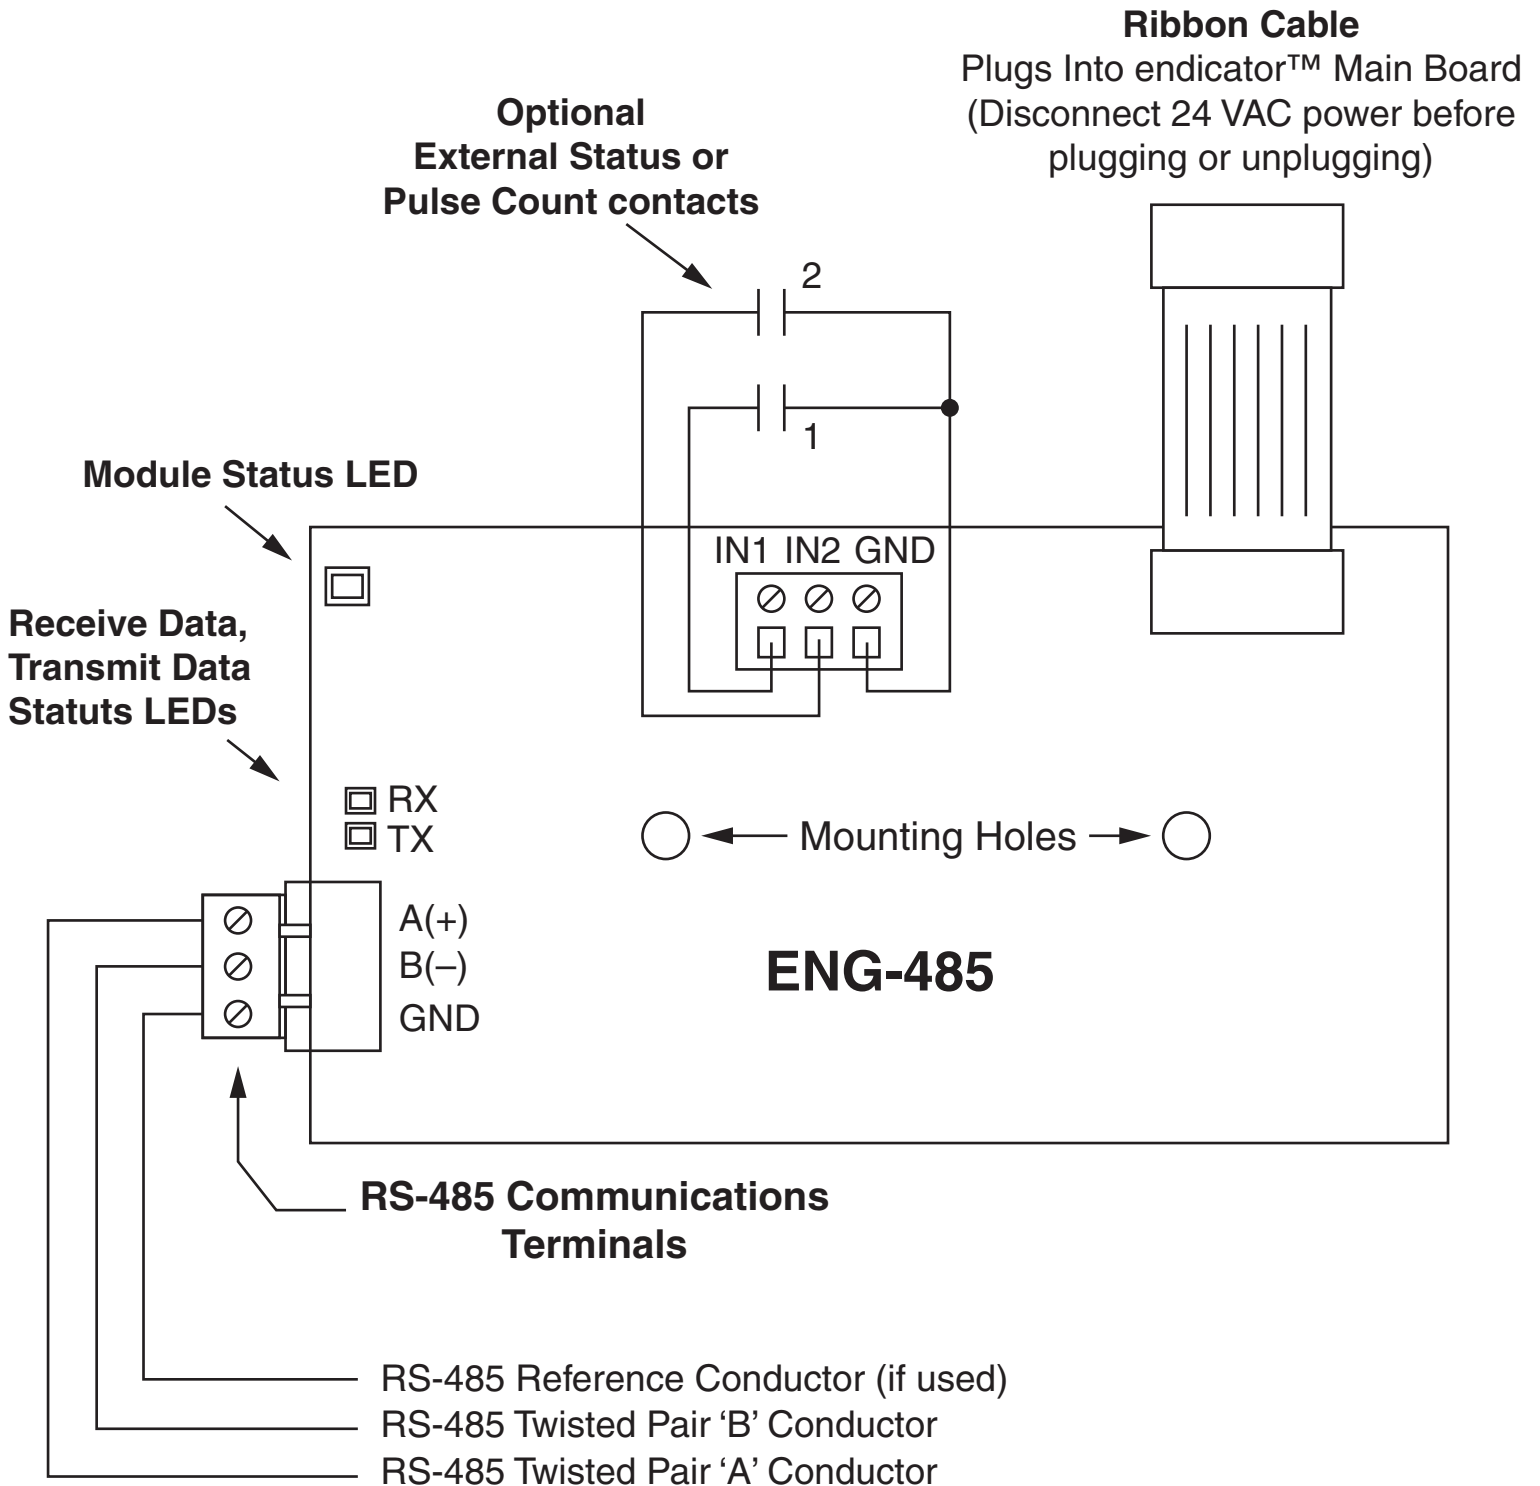 Ribbon Cable
Plugs Into endicator™ Main Board
(Disconnect 24 VAC power before
plugging or unplugging)
Optional
External Status or
Pulse Count contacts
2
1
Module Status LED
IN1 IN2 GND
Receive Data,
Transmit Data
Statuts LEDs
RX
TX
Mounting Holes
A(+)
B(–)
GND
ENG-485
RS-485 Communications
Terminals
RS-485 Reference Conductor (if used)
RS-485 Twisted Pair ‘B’ Conductor
RS-485 Twisted Pair ‘A’ Conductor